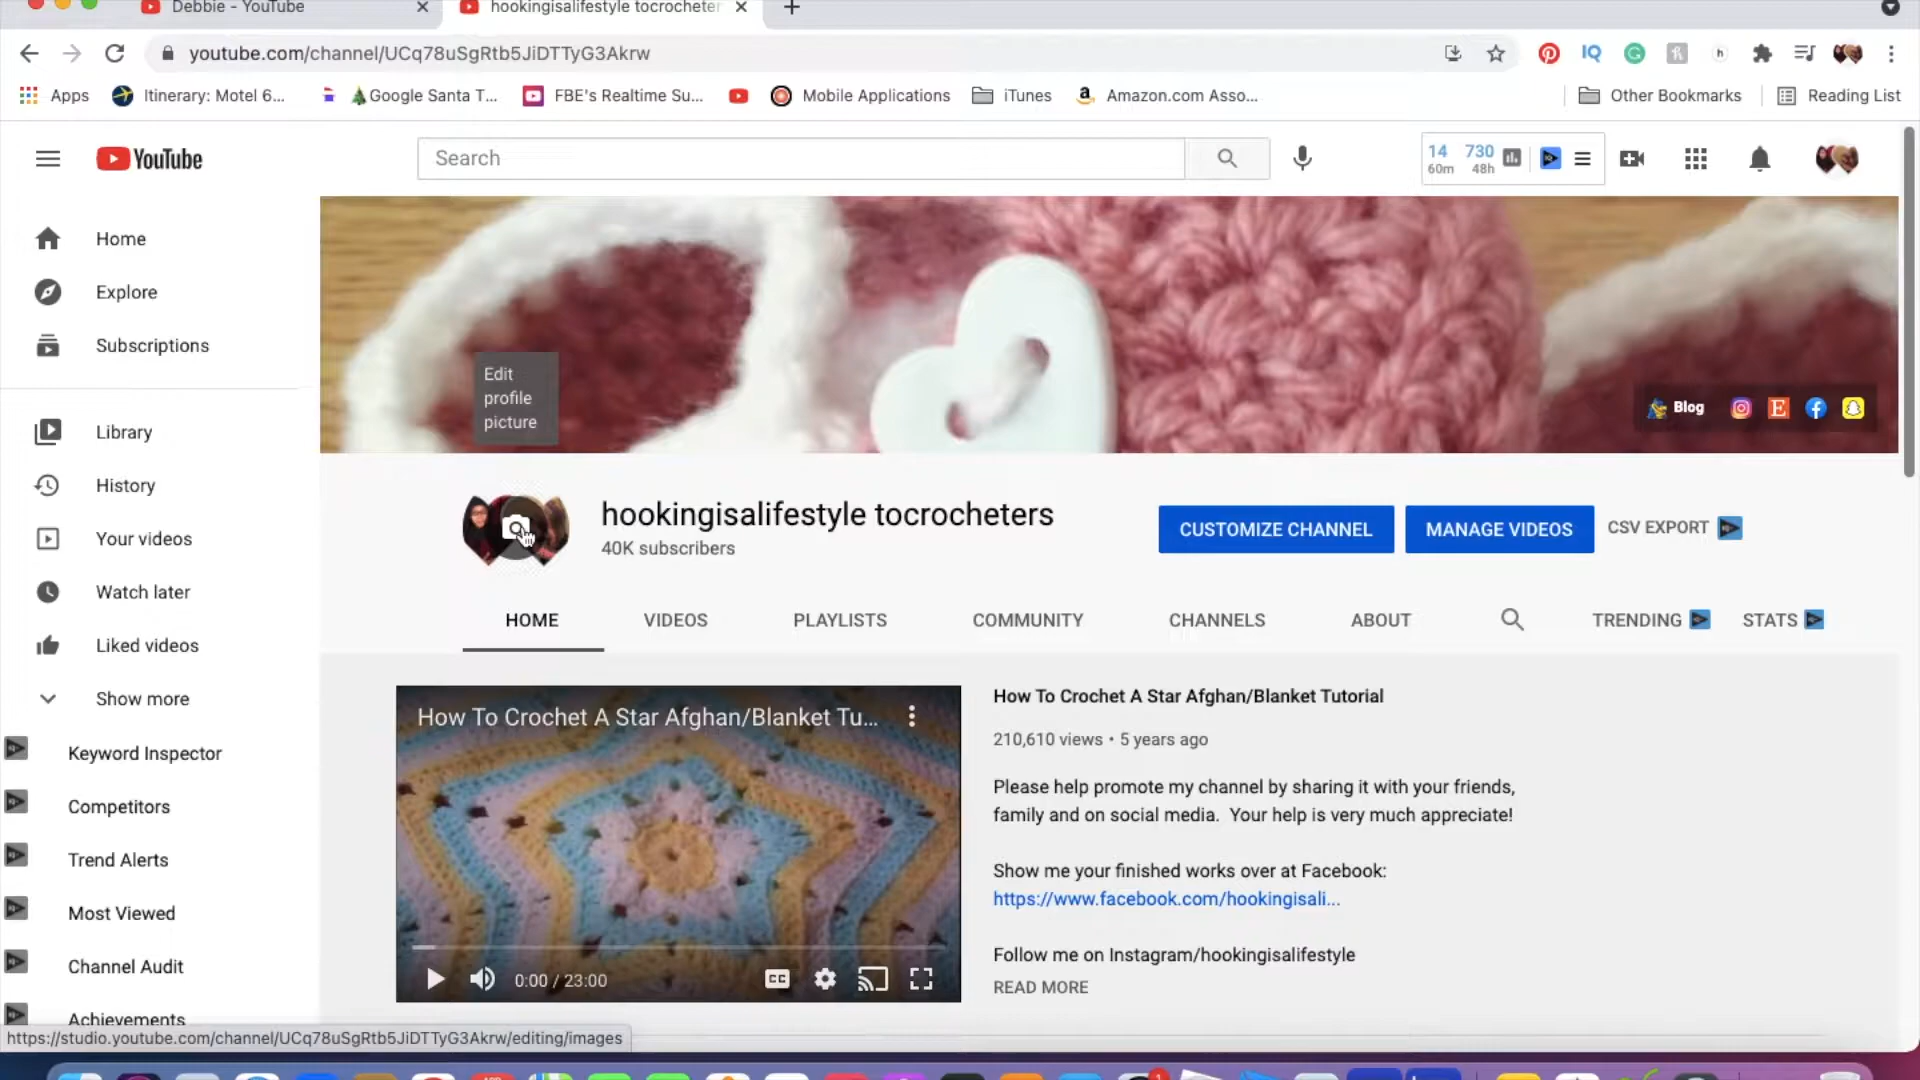 Debbie - YouTube
hookingisalifestyle tocrocheter
youtube.com/channel/UCq78uSgRtb5JiDTTyG3Akrw
IQ
h
Apps
Itinerary: Motel 6...
Google Santa T...
FBE's Realtime Su...
Mobile Applications
iTunes
Amazon.com Asso...
Other Bookmarks
Reading List
YouTube
Search
14 730
60m 48h
Home
Explore
Subscriptions
Library
History
Your videos
Watch later
Liked videos
Show more
Keyword Inspector
Competitors
Trend Alerts
Most Viewed
Channel Audit
Achievements
Edit
profile
picture
Blog
hookingisalifestyle tocrocheters
40K subscribers
CUSTOMIZE CHANNEL
MANAGE VIDEOS
CSV EXPORT
HOME
VIDEOS
PLAYLISTS
COMMUNITY
CHANNELS
ABOUT
TRENDING
STATS
How To Crochet A Star Afghan/Blanket Tu...
0:00 / 23:00
CC
How To Crochet A Star Afghan/Blanket Tutorial
210,610 views • 5 years ago
Please help promote my channel by sharing it with your friends,
family and on social media. Your help is very much appreciate!
Show me your finished works over at Facebook:
https://www.facebook.com/hookingisali...
Follow me on Instagram/hookingisalifestyle
READ MORE
https://studio.youtube.com/channel/UCq78uSgRtb5JiDTTyG3Akrw/editing/images